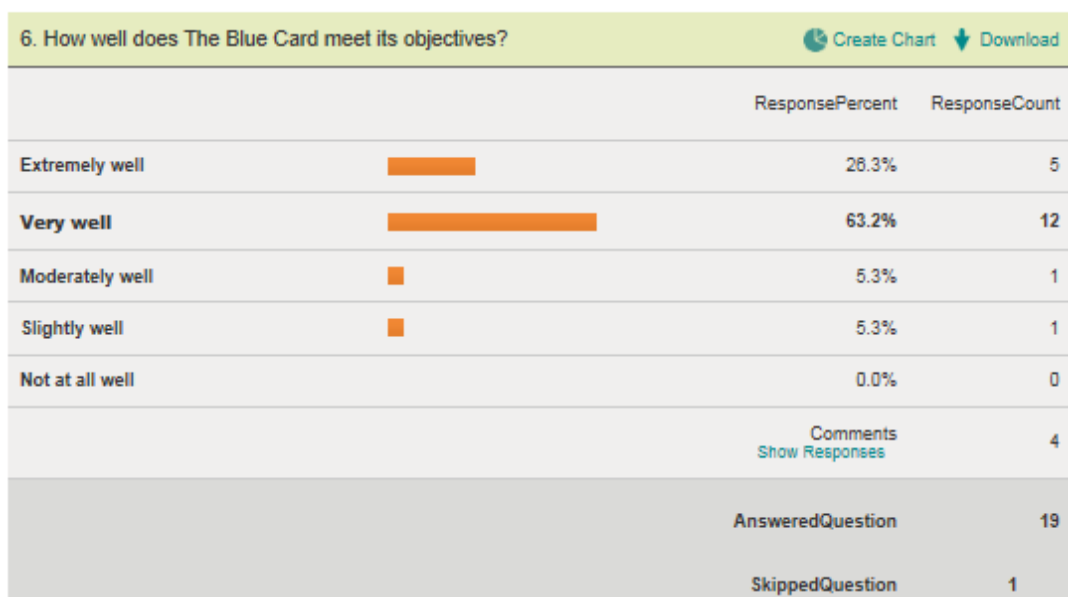 6. How well does The Blue Card meet its objectives? Create Chart Download
ResponsePercent ResponseCount
Extremely well 26.3% 5
Very well 63.2% 12
Moderately well 5.3% 1
Slightly well 5.3% 1
Not at all well 0.0% 0
Comments 4
Show Responses
AnsweredQuestion 19
SkippedQuestion 1